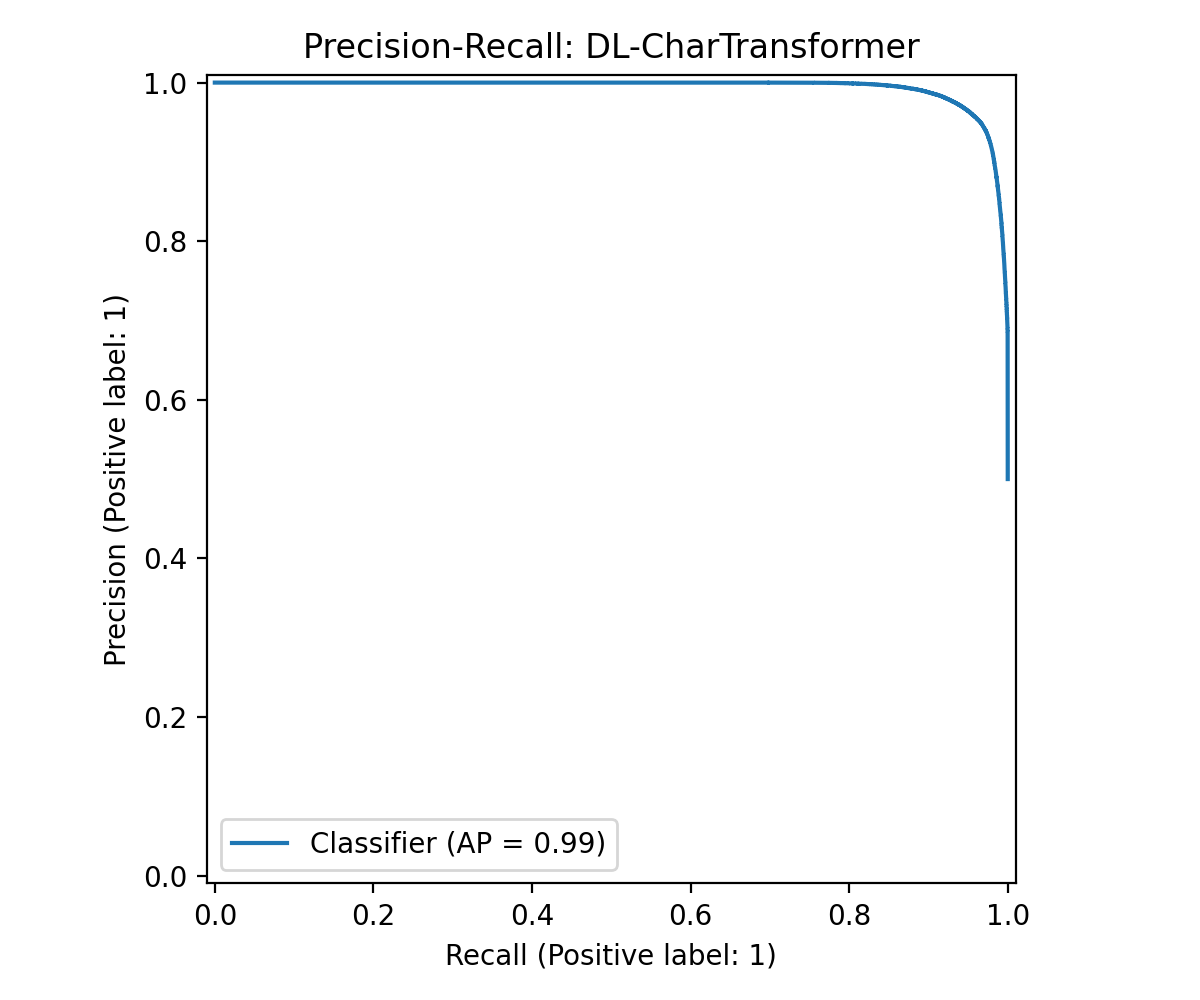 Precision-Recall: DL-CharTransformer
1.0
0.8
0.6
0.4
0.2
0.0
Precision (Positive label: 1)
Classifier (AP = 0.99)
0.0 0.2 0.4 0.6 0.8 1.0
Recall (Positive label: 1)